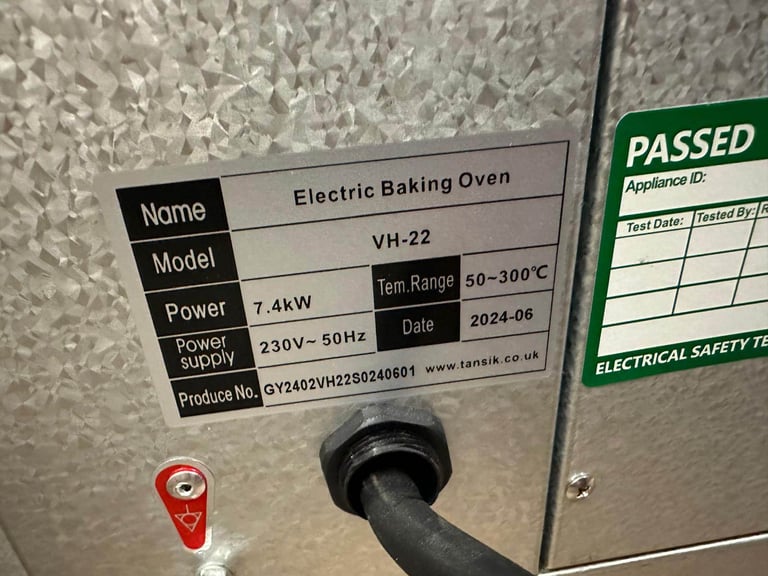 Name Electric Baking Oven
Model VH-22
Power 7.4kW Tem.Range 50~300℃
Power supply 230V~ 50Hz Date 2024-06
Produce No. GY2402VH22S0240601 www.tansik.co.uk
PASSED
Appliance ID:
Test Date: Tested By:
ELECTRICAL SAFETY